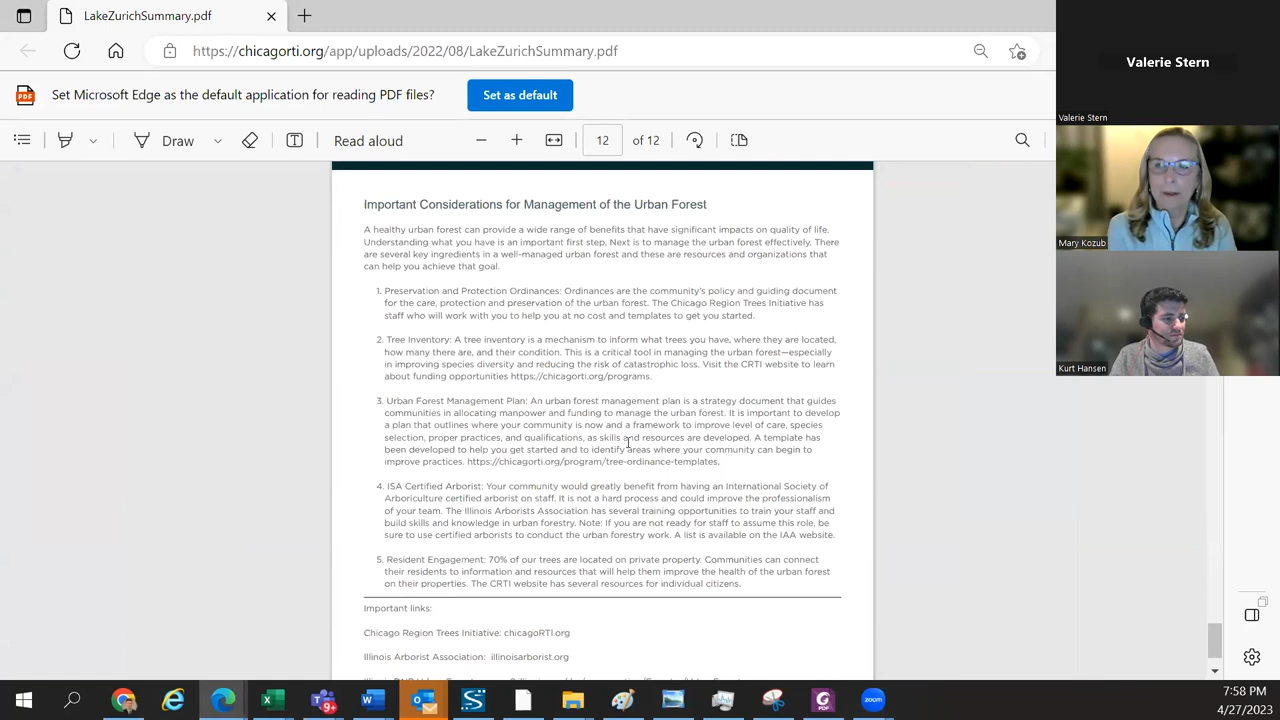 LakeZurichSummary.pdf
https://chicagorti.org/app/uploads/2022/08/LakeZurichSummary.pdf
PDF
Set Microsoft Edge as the default application for reading PDF files?
Set as default
Draw
Read aloud
12
of 12
Important Considerations for Management of the Urban Forest
A healthy urban forest can provide a wide range of benefits that have significant impacts on quality of life.
Understanding what you have is an important first step. Next is to manage the urban forest effectively. There
are several key ingredients in a well-managed urban forest and these are resources and organizations that
can help you achieve that goal.
1. Preservation and Protection Ordinances: Ordinances are the community's policy and guiding document
for the care, protection and preservation of the urban forest. The Chicago Region Trees Initiative has
staff who will work with you to help you at no cost and templates to get you started.
2. Tree Inventory: A tree inventory is a mechanism to inform what trees you have, where they are located,
how many there are, and their condition. This is a critical tool in managing the urban forest—especially
in improving species diversity and reducing the risk of catastrophic loss. Visit the CRTI website to learn
about funding opportunities https://chicagorti.org/programs.
3. Urban Forest Management Plan: An urban forest management plan is a strategy document that guides
communities in allocating manpower and funding to manage the urban forest. It is important to develop
a plan that outlines where your community is now and a framework to improve level of care, species
selection, proper practices, and qualifications, as skills and resources are developed. A template has
been developed to help you get started and to identify areas where your community can begin to
improve practices. https://chicagorti.org/program/tree-ordinance-templates.
4. ISA Certified Arborist: Your community would greatly benefit from having an International Society of
Arboriculture certified arborist on staff. It is not a hard process and could improve the professionalism
of your team. The Illinois Arborists Association has several training opportunities to train your staff and
build skills and knowledge in urban forestry. Note: If you are not ready for staff to assume this role, be
sure to use certified arborists to conduct the urban forestry work. A list is available on the IAA website.
5. Resident Engagement: 70% of our trees are located on private property. Communities can connect
their residents to information and resources that will help them improve the health of the urban forest
on their properties. The CRTI website has several resources for individual citizens.
Important links:
Chicago Region Trees Initiative: chicagoRTI.org
Illinois Arborist Association: illinoisarborist.org
Valerie Stern
Valerie Stern
Mary Kozub
Kurt Hansen
9+
PDF
zoom
7:58 PM
4/27/2023